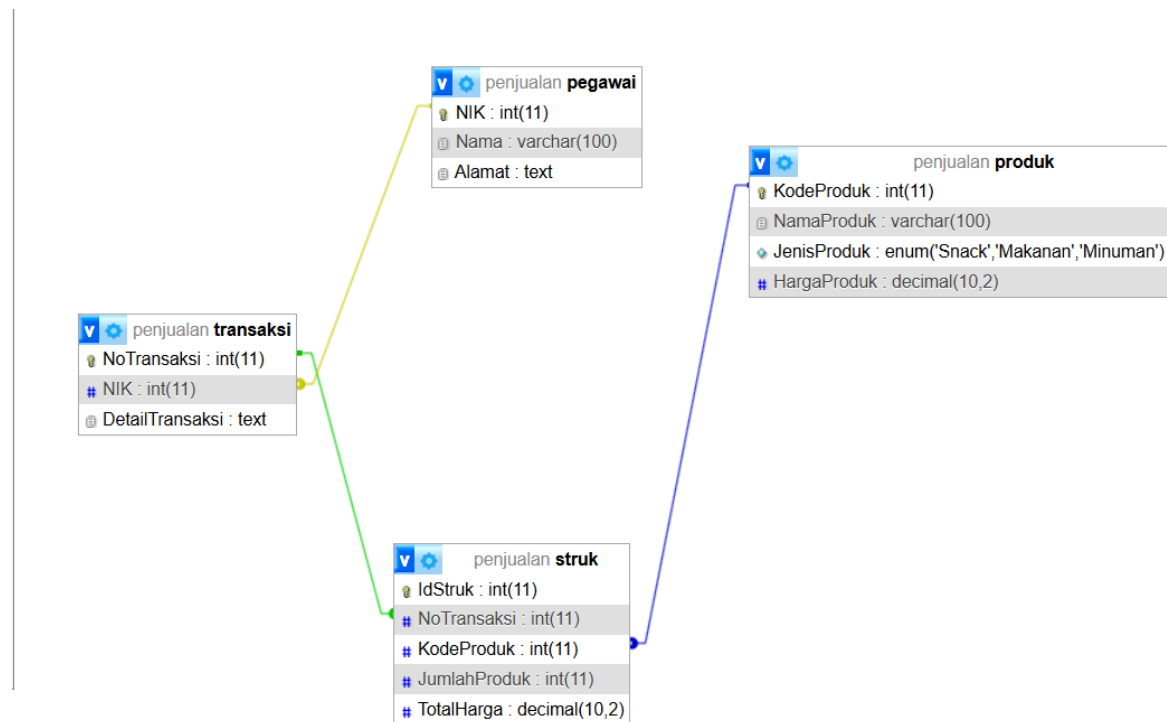 v penjualan pegawai
NIK : int(11)
Nama : varchar(100)
Alamat : text
v penjualan produk
KodeProduk : int(11)
NamaProduk : varchar(100)
JenisProduk : enum('Snack','Makanan','Minuman')
# HargaProduk : decimal(10,2)
v penjualan transaksi
NoTransaksi : int(11)
# NIK : int(11)
DetailTransaksi : text
v penjualan struk
IdStruk : int(11)
# NoTransaksi : int(11)
# KodeProduk : int(11)
# JumlahProduk : int(11)
# TotalHarga : decimal(10,2)